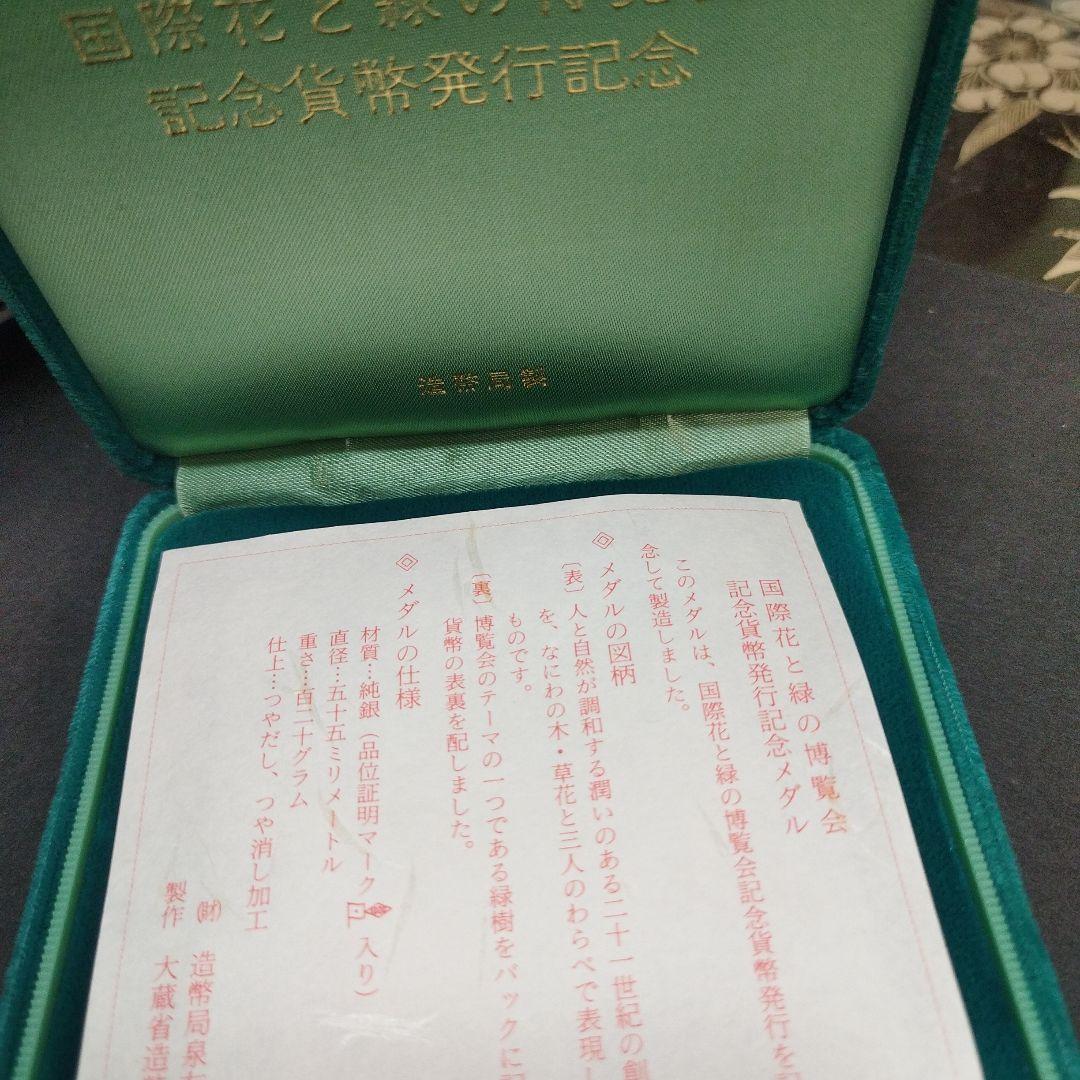 国際花と緑の博覧
記念貨幣発行記念
造幣局製
国際花と緑の博覧会
記念貨幣発行記念メダル
このメダルは、国際花と緑の博覧会記念貨幣発行を記
念して製造しました。
◈ メダルの図柄
〔表〕人と自然が調和する潤いのある二十一世紀の創
を、なにわの木・草花と三人のわらべで表現し
ものです。
〔裏〕博覧会のテーマの一つである緑樹をバックに記
貨幣の表裏を配しました。
◈ メダルの仕様
材質…純銀(品位証明マーク入り)
直径…五十五ミリメートル
重さ…百二十グラム
仕上…つやだし、つや消し加工
㈶ 造幣局泉友
製作 大蔵省造幣